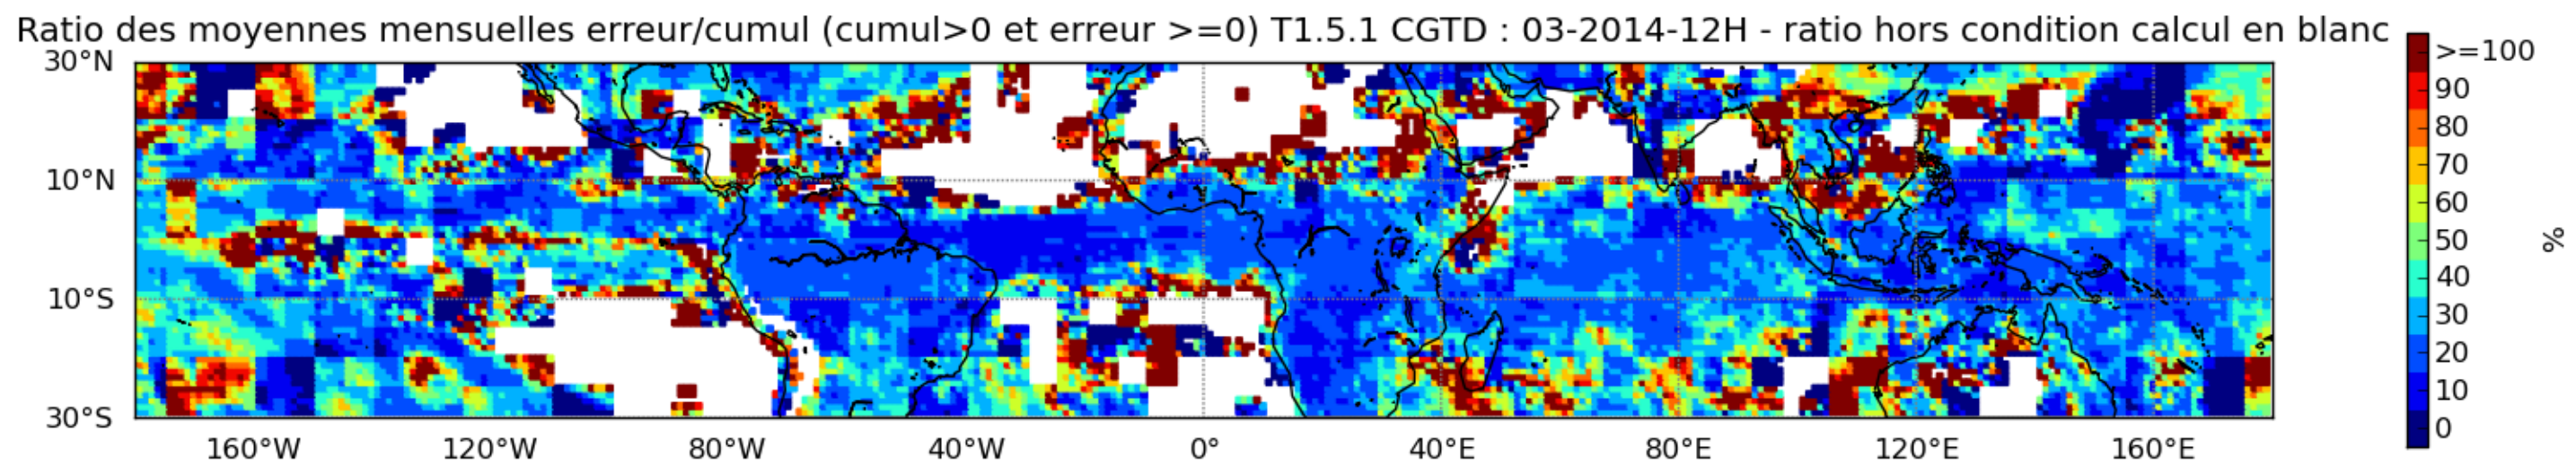 Ratio des moyennes mensuelles erreur/cumul (cumul>0 et erreur >=0) T1.5.1 CGTD : 03-2014-12H - ratio hors condition calcul en blanc
30°N
10°N
10°S
30°S
160°W 120°W 80°W 40°W 0° 40°E 80°E 120°E 160°E
>=100
90
80
70
60
50
40
30
20
10
0
%